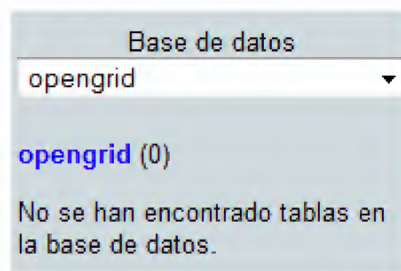 Base de datos
opengrid
opengrid (0)
No se han encontrado tablas en
la base de datos.